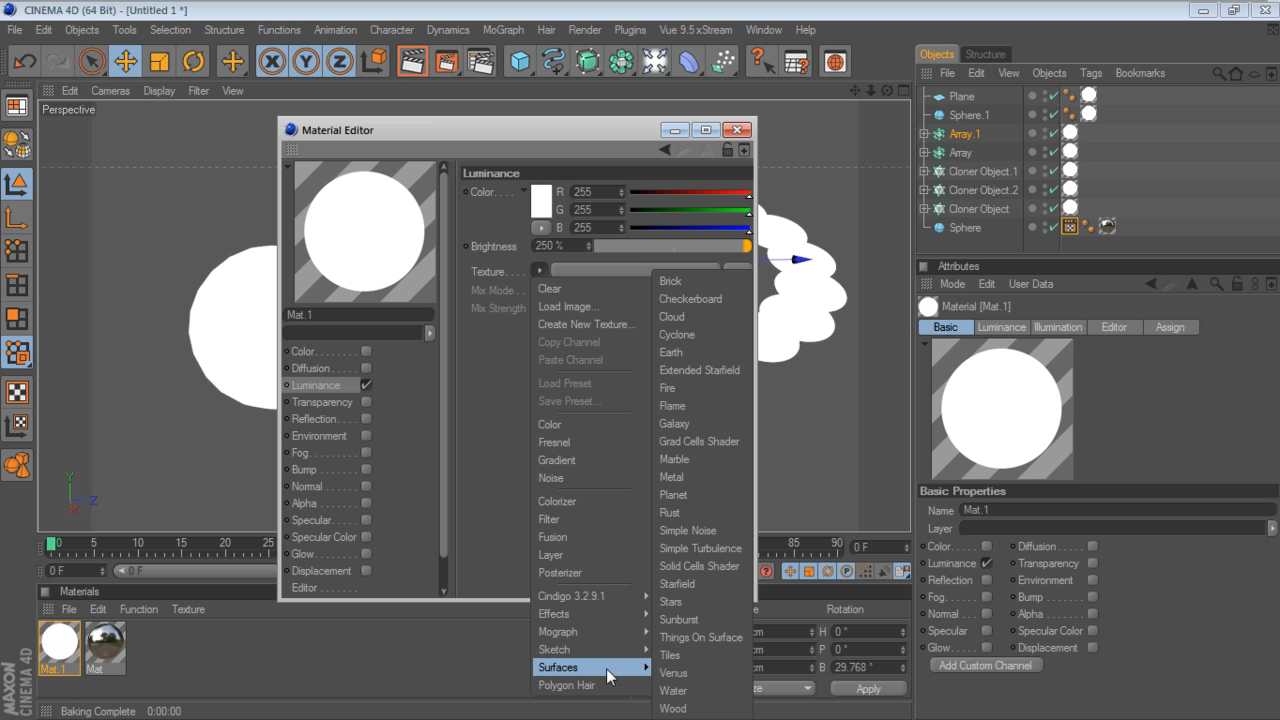 CINEMA 4D (64 Bit) - [Untitled 1 *]
File Edit Objects Tools Selection Structure Functions Animation Character Dynamics MoGraph Hair Render Plugins Vue 9.5 xStream Window Help
Objects Structure
File Edit View Objects Tags Bookmarks
Edit Cameras Display Filter View
Perspective
Plane
Sphere.1
Array.1
Array
Cloner Object.1
Cloner Object.2
Cloner Object
Sphere
Material Editor
Luminance
Color. . . .
R 255
G 255
B 255
Brightness 250 %
Texture. . . . .
Mix Mode . .
Mix Strength
Mat.1
Color. . . . . . . .
Diffusion. . . . .
Luminance . . .
Transparency
Reflection. . . .
Environment
Fog. . . . . . . . .
Bump . . . . . . .
Normal . . . . . .
Alpha . . . . . . .
Specular. . . . .
Specular Color
Glow. . . . . . . .
Displacement
Editor . . . . . . .
Clear
Load Image...
Create New Texture...
Copy Channel
Paste Channel
Load Preset
Save Preset...
Color
Fresnel
Gradient
Noise
Colorizer
Filter
Fusion
Layer
Posterizer
Cindigo 3.2.9.1
Effects
Mograph
Sketch
Surfaces
Polygon Hair
Brick
Checkerboard
Cloud
Cyclone
Earth
Extended Starfield
Fire
Flame
Galaxy
Grad Cells Shader
Marble
Metal
Planet
Rust
Simple Noise
Simple Turbulence
Solid Cells Shader
Starfield
Stars
Sunburst
Things On Surface
Tiles
Venus
Water
Wood
Attributes
Mode Edit User Data
Material [Mat.1]
Basic Luminance Illumination Editor Assign
Basic Properties
Name Mat.1
Layer
Color. . . . . Diffusion. . . . .
Luminance Transparency
Reflection Environment
Fog. . . . . . Bump . . . . . .
Normal . . . Alpha . . . . . .
Specular Specular Color
Glow. . . . . Displacement
Add Custom Channel
0 5 10 15 20 25 85 90 0 F
0 F 0 F
Materials
File Edit Function Texture
Mat.1 Mat
Rotation
cm H 0 °
cm P 0 °
cm B 29.768 °
ze Apply
MAXON
CINEMA 4D
Baking Complete 0:00:00